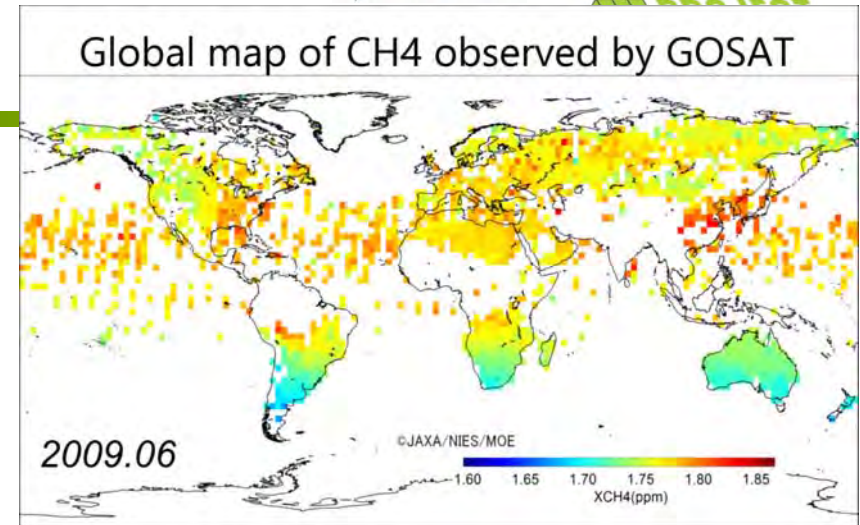 Global map of CH4 observed by GOSAT
2009.06
©JAXA/NIES/MOE
1.60 1.65 1.70 1.75 1.80 1.85
XCH4(ppm)